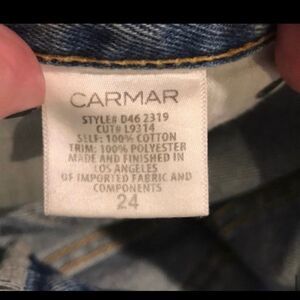 CARMAR
STYLE# D46 2319
CUT# L9314
SELF: 100% COTTON
TRIM: 100% POLYESTER
MADE AND FINISHED IN
LOS ANGELES
OF IMPORTED FABRIC AND
COMPONENTS
24